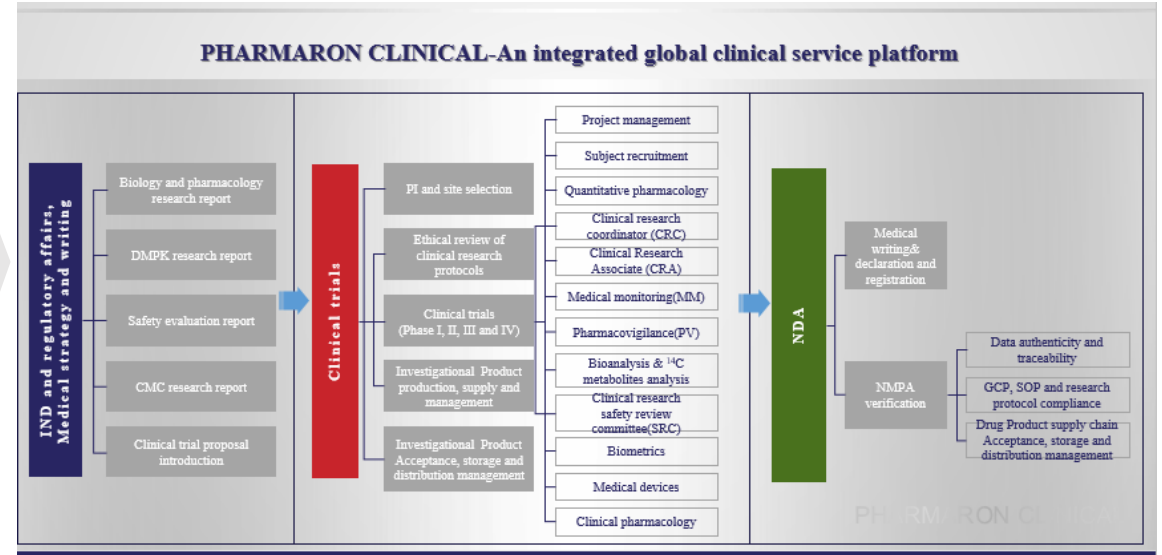 PHARMARON CLINICAL-An integrated global clinical service platform
IND and regulatory affairs,
Medical strategy and writing
Biology and pharmacology
research report
DMPK research report
Safety evaluation report
CMC research report
Clinical trial proposal
introduction
Clinical trials
PI and site selection
Ethical review of
clinical research
protocols
Clinical trials
(Phase I, II, III and IV)
Investigational Product
production, supply and
management
Investigational Product
Acceptance, storage and
distribution management
Project management
Subject recruitment
Quantitative pharmacology
Clinical research
coordinator (CRC)
Clinical Research
Associate (CRA)
Medical monitoring(MM)
Pharmacovigilance(PV)
Bioanalysis & ¹⁴C
metabolites analysis
Clinical research
safety review
committee(SRC)
Biometrics
Medical devices
Clinical pharmacology
NDA
Medical
writing&
declaration and
registration
NMPA
verification
Data authenticity and
traceability
GCP, SOP and research
protocol compliance
Drug Product supply chain
Acceptance, storage and
distribution management
PHARMARON CLINICAL